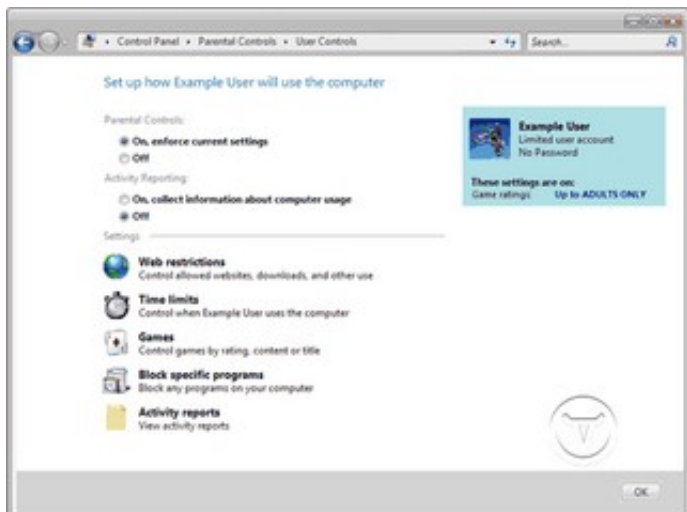 Control Panel ▸ Parental Controls ▸ User Controls
Search...
Set up how Example User will use the computer
Parental Controls:
On, enforce current settings
Off
Activity Reporting:
On, collect information about computer usage
Off
Settings
Web restrictions
Control allowed websites, downloads, and other use
Time limits
Control when Example User uses the computer
Games
Control games by rating, content or title
Block specific programs
Block any programs on your computer
Activity reports
View activity reports
Example User
Limited user account
No Password
These settings are on:
Game ratings: Up to ADULTS ONLY
OK